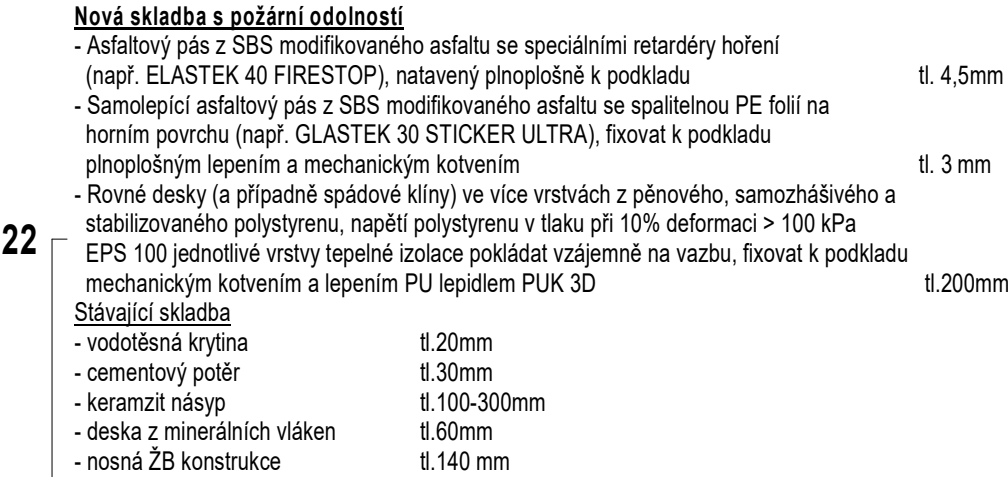 Nová skladba s požární odolností
- Asfaltový pás z SBS modifikovaného asfaltu se speciálními retardéry hoření
(např. ELASTEK 40 FIRESTOP), natavený plnoplošně k podkladu tl. 4,5mm
- Samolepící asfaltový pás z SBS modifikovaného asfaltu se spalitelnou PE folií na
horním povrchu (např. GLASTEK 30 STICKER ULTRA), fixovat k podkladu
plnoplošným lepením a mechanickým kotvením tl. 3 mm
- Rovné desky (a případně spádové klíny) ve více vrstvách z pěnového, samozhášivého a
stabilizovaného polystyrenu, napětí polystyrenu v tlaku při 10% deformaci > 100 kPa
22
EPS 100 jednotlivé vrstvy tepelné izolace pokládat vzájemně na vazbu, fixovat k podkladu
mechanickým kotvením a lepením PU lepidlem PUK 3D tl.200mm
Stávající skladba
- vodotěsná krytina tl.20mm
- cementový potěr tl.30mm
- keramzit násyp tl.100-300mm
- deska z minerálních vláken tl.60mm
- nosná ŽB konstrukce tl.140 mm